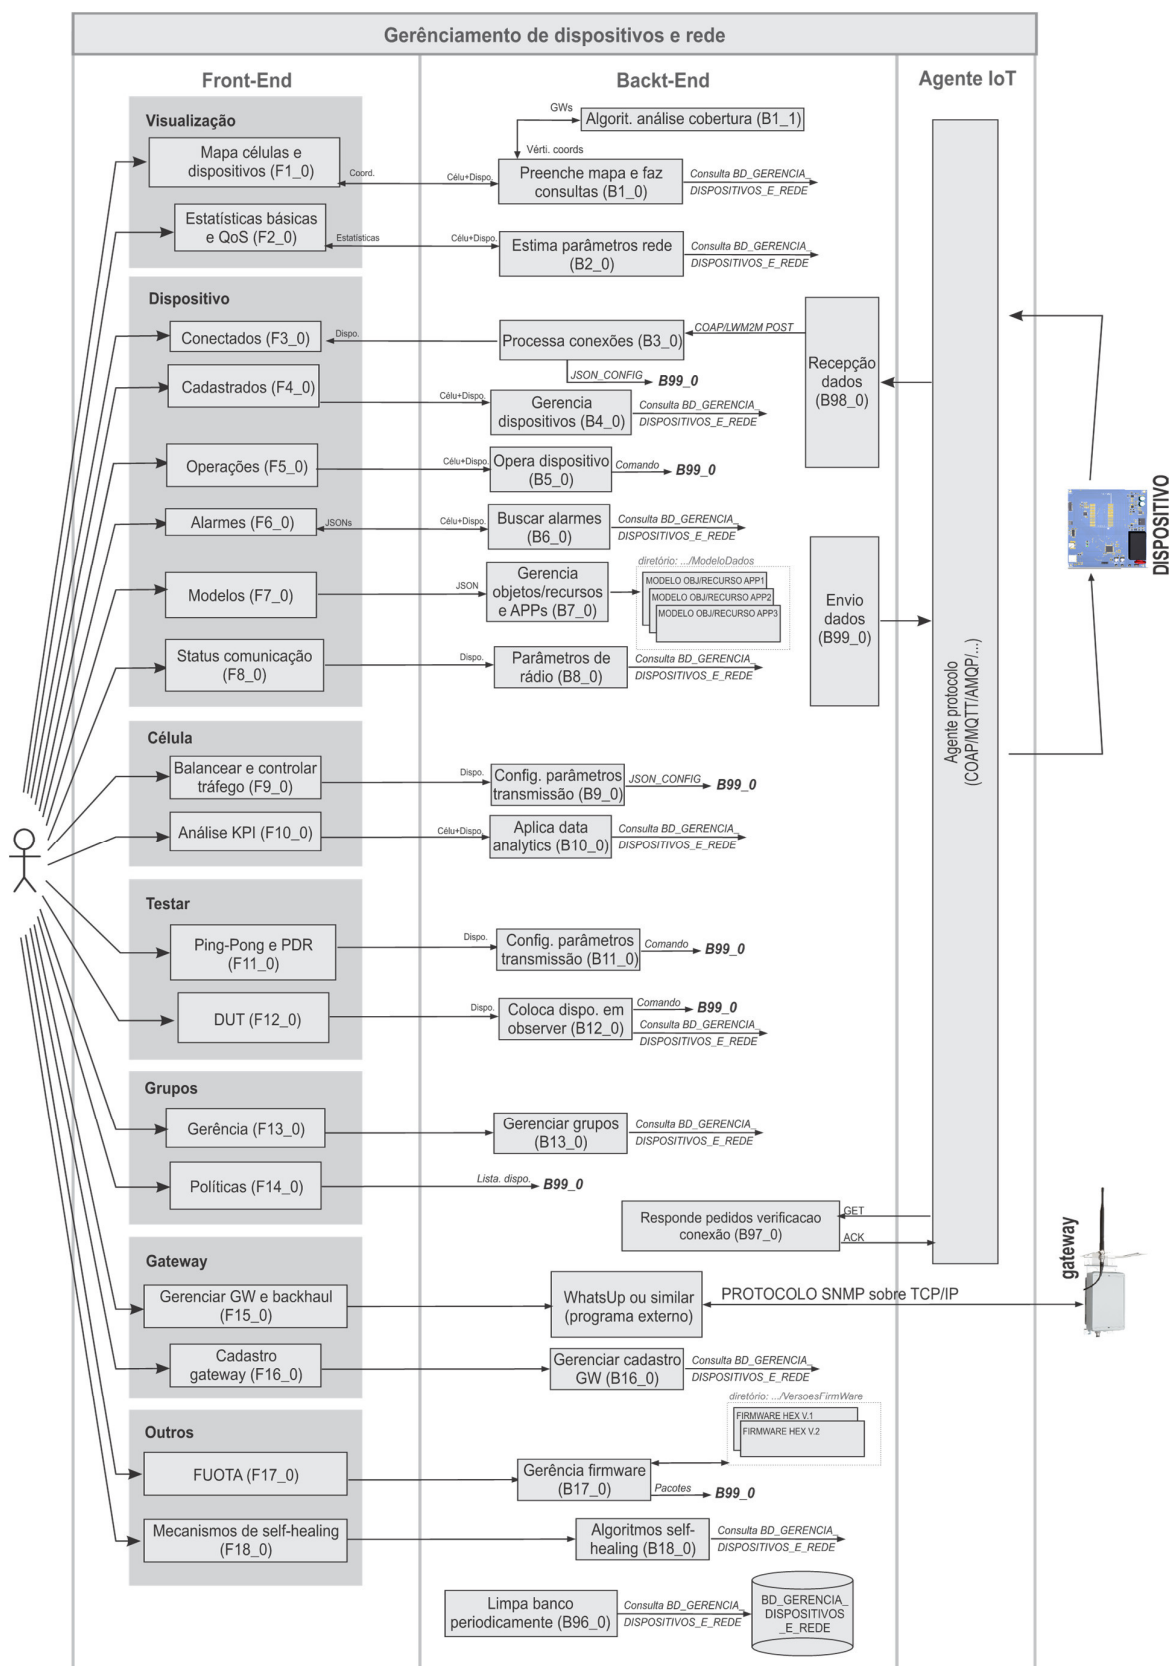 Gerênciamento de dispositivos e rede
Front-End
Backt-End
Agente IoT
Visualização
Mapa células e
dispositivos (F1_0)
Coord.
Célu+Dispo.
GWs
Algorit. análise cobertura (B1_1)
Vérti. coords
Preenche mapa e faz
consultas (B1_0)
Consulta BD_GERENCIA_
DISPOSITIVOS_E_REDE
Estatísticas básicas
e QoS (F2_0)
Estatísticas
Célu+Dispo.
Estima parâmetros rede
(B2_0)
Consulta BD_GERENCIA_
DISPOSITIVOS_E_REDE
Dispositivo
Conectados (F3_0)
Dispo.
Processa conexões (B3_0)
COAP/LWM2M POST
JSON_CONFIG
B99_0
Recepção
dados
(B98_0)
Cadastrados (F4_0)
Célu+Dispo.
Gerencia
dispositivos (B4_0)
Consulta BD_GERENCIA_
DISPOSITIVOS_E_REDE
Operações (F5_0)
Célu+Dispo.
Opera dispositivo
(B5_0)
Comando
B99_0
Alarmes (F6_0)
JSONs
Célu+Dispo.
Buscar alarmes
(B6_0)
Consulta BD_GERENCIA_
DISPOSITIVOS_E_REDE
Modelos (F7_0)
JSON
Gerencia
objetos/recursos
e APPs (B7_0)
diretório: .../ModeloDados
MODELO OBJ/RECURSO APP1
MODELO OBJ/RECURSO APP2
MODELO OBJ/RECURSO APP3
Envio
dados
(B99_0)
Status comunicação
(F8_0)
Dispo.
Parâmetros de
rádio (B8_0)
Consulta BD_GERENCIA_
DISPOSITIVOS_E_REDE
Agente protocolo
(COAP/MQTT/AMQP/...)
DISPOSITIVO
Célula
Balancear e controlar
tráfego (F9_0)
Dispo.
Config. parâmetros
transmissão (B9_0)
JSON_CONFIG
B99_0
Análise KPI (F10_0)
Célu+Dispo.
Aplica data
analytics (B10_0)
Consulta BD_GERENCIA_
DISPOSITIVOS_E_REDE
Testar
Ping-Pong e PDR
(F11_0)
Dispo.
Config. parâmetros
transmissão (B11_0)
Comando
B99_0
DUT (F12_0)
Dispo.
Coloca dispo. em
observer (B12_0)
Comando
B99_0
Consulta BD_GERENCIA_
DISPOSITIVOS_E_REDE
Grupos
Gerência (F13_0)
Gerenciar grupos
(B13_0)
Consulta BD_GERENCIA_
DISPOSITIVOS_E_REDE
Políticas (F14_0)
Lista. dispo.
B99_0
Responde pedidos verificacao
conexão (B97_0)
GET
ACK
Gateway
Gerenciar GW e backhaul
(F15_0)
WhatsUp ou similar
(programa externo)
PROTOCOLO SNMP sobre TCP/IP
gateway
Cadastro
gateway (F16_0)
Gerenciar cadastro
GW (B16_0)
Consulta BD_GERENCIA_
DISPOSITIVOS_E_REDE
Outros
FUOTA (F17_0)
Gerência firmware
(B17_0)
diretório: .../VersoesFirmWare
FIRMWARE HEX V.1
FIRMWARE HEX V.2
Pacotes
B99_0
Mecanismos de self-healing
(F18_0)
Algoritmos self-
healing (B18_0)
Consulta BD_GERENCIA_
DISPOSITIVOS_E_REDE
Limpa banco
periodicamente (B96_0)
Consulta BD_GERENCIA_
DISPOSITIVOS_E_REDE
BD_GERENCIA_
DISPOSITIVOS
_E_REDE